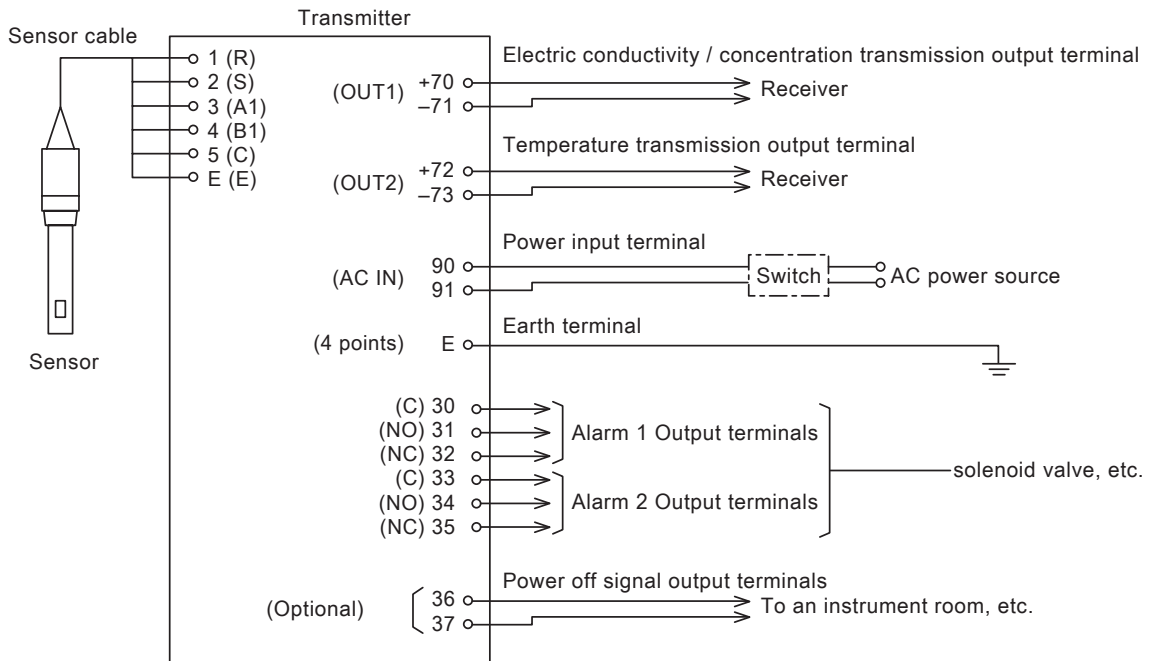 Transmitter
Sensor cable
1 (R)
2 (S)
3 (A1)
4 (B1)
5 (C)
E (E)
Sensor
Electric conductivity / concentration transmission output terminal
(OUT1)
+70
–71
Receiver
Temperature transmission output terminal
(OUT2)
+72
–73
Receiver
Power input terminal
(AC IN)
90
91
Switch
AC power source
Earth terminal
(4 points)
E
(C) 30
(NO) 31
(NC) 32
Alarm 1 Output terminals
(C) 33
(NO) 34
(NC) 35
Alarm 2 Output terminals
solenoid valve, etc.
Power off signal output terminals
(Optional)
36
37
To an instrument room, etc.